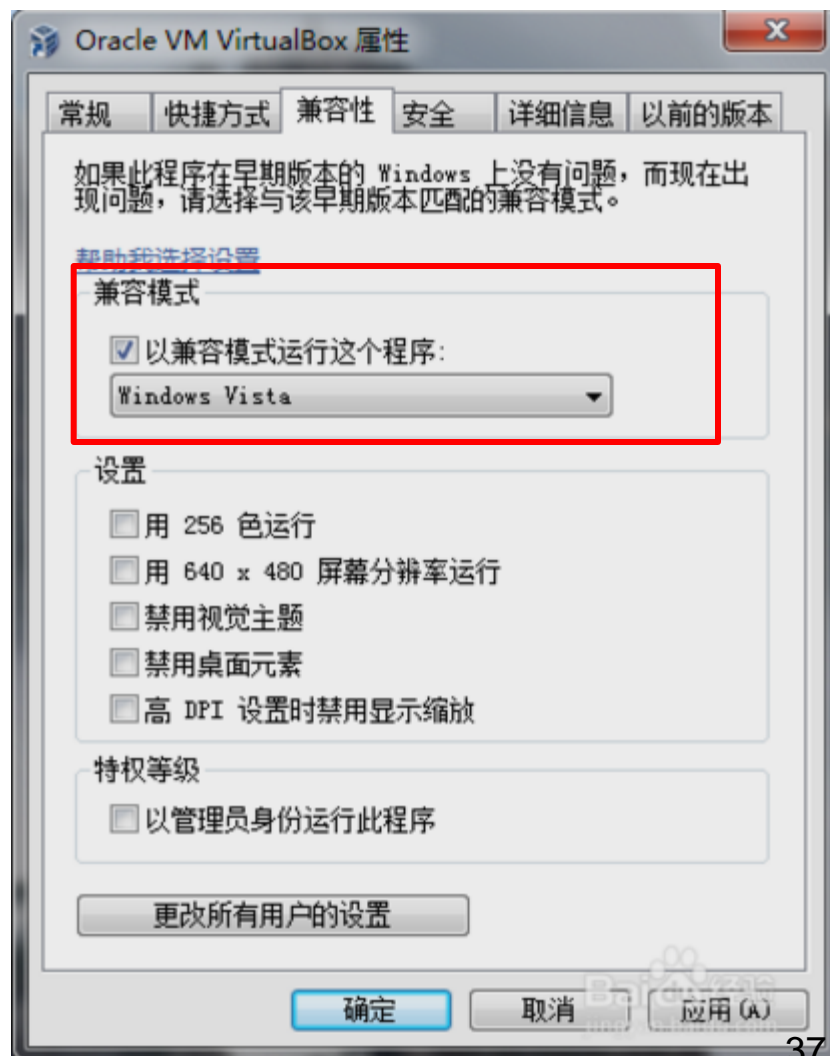 Oracle VM VirtualBox 属性
常规 快捷方式 兼容性 安全 详细信息 以前的版本
如果此程序在早期版本的 Windows 上没有问题，而现在出
现问题，请选择与该早期版本匹配的兼容模式。
帮助我选择设置
兼容模式
以兼容模式运行这个程序:
Windows Vista
设置
用 256 色运行
用 640 x 480 屏幕分辨率运行
禁用视觉主题
禁用桌面元素
高 DPI 设置时禁用显示缩放
特权等级
以管理员身份运行此程序
更改所有用户的设置
确定 取消 应用(A)
Baidu经验
37